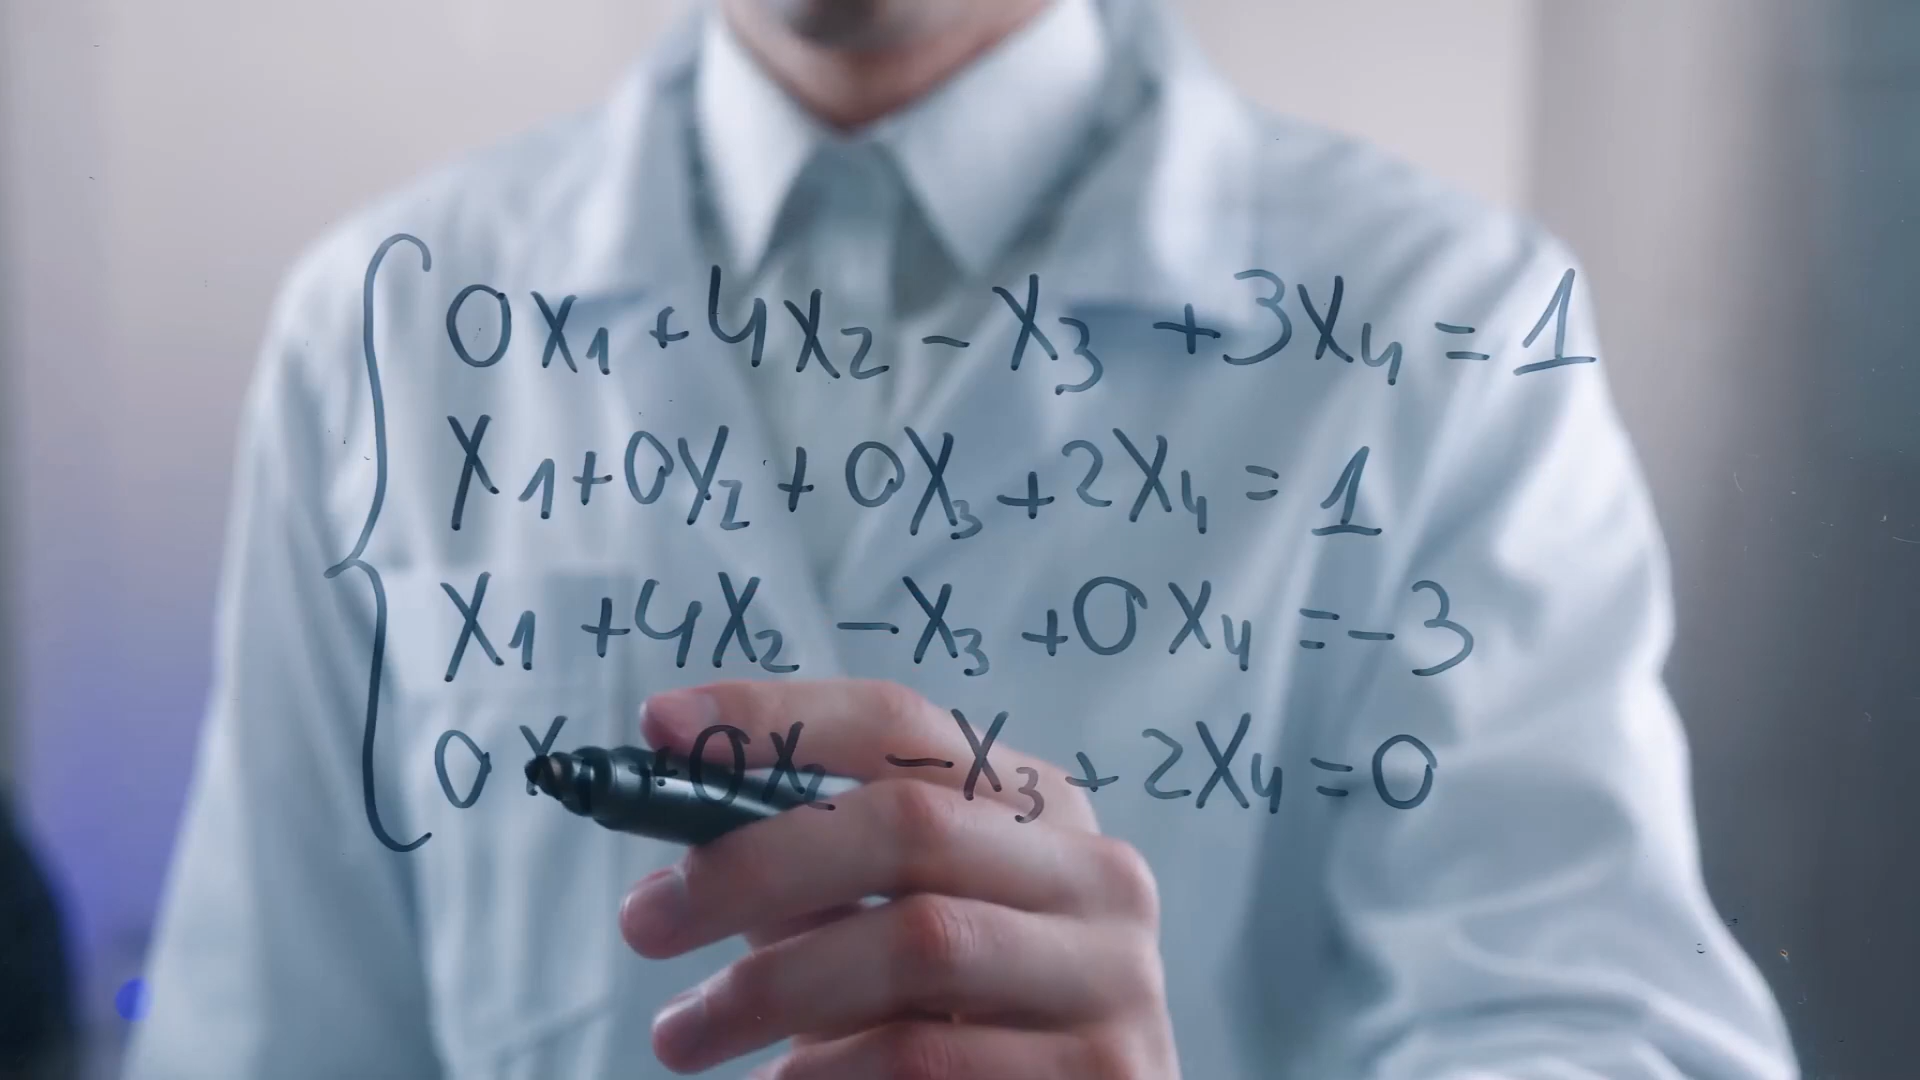 0x₁ + 4x₂ - x₃ + 3x₄ = 1
x₁ + 0x₂ + 0x₃ + 2x₄ = 1
x₁ + 4x₂ - x₃ + 0x₄ = -3
0x₁ + 0x₂ - x₃ + 2x₄ = 0